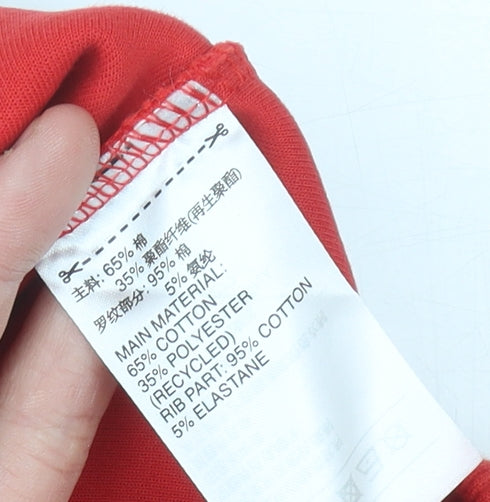 主料: 65% 棉
35% 聚酯纤维(再生聚酯)
罗纹部分: 95% 棉
5% 氨纶
MAIN MATERIAL:
65% COTTON
35% POLYESTER
(RECYCLED)
RIB PART: 95% COTTON
5% ELASTANE